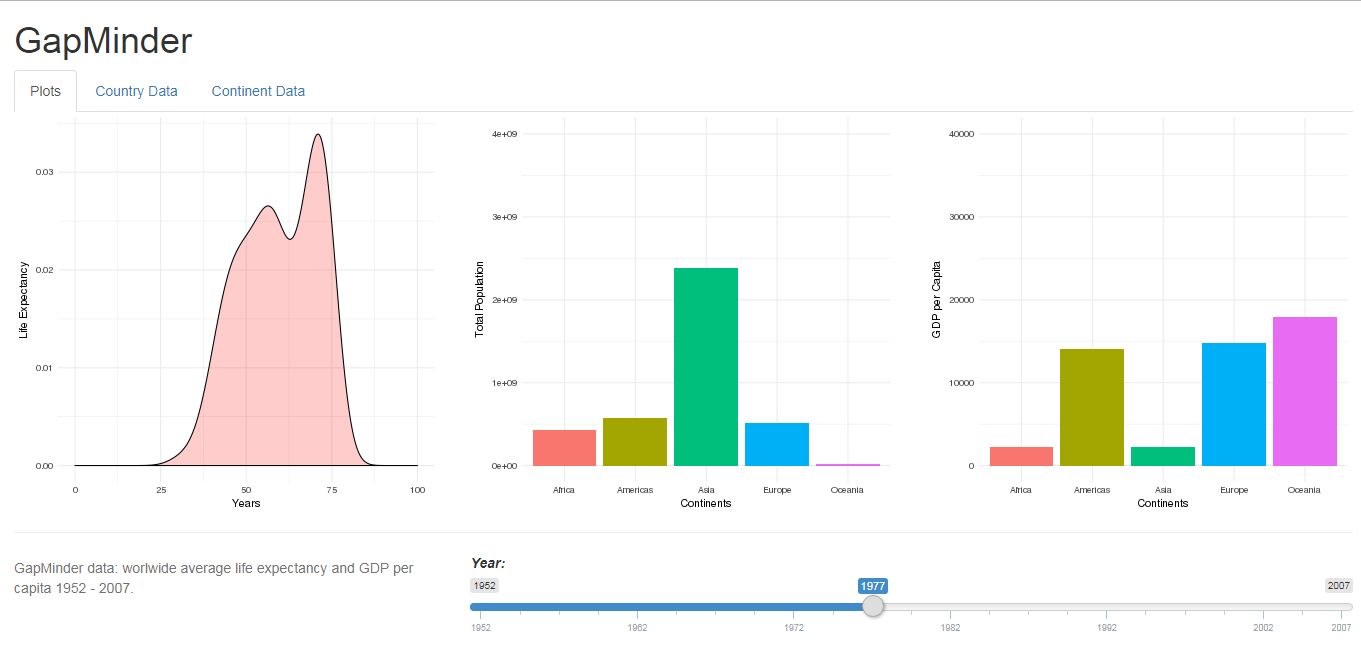 GapMinder
Plots Country Data Continent Data
0.03
0.02
0.01
0.00
Life Expectancy
0 25 50 75 100
Years
4e+09
3e+09
2e+09
1e+09
0e+00
Total Population
Africa Americas Asia Europe Oceania
Continents
40000
30000
20000
10000
0
GDP per Capita
Africa Americas Asia Europe Oceania
Continents
GapMinder data: worlwide average life expectancy and GDP per
capita 1952 - 2007.
Year:
1952 1977 2007
1952 1962 1972 1982 1992 2002 2007